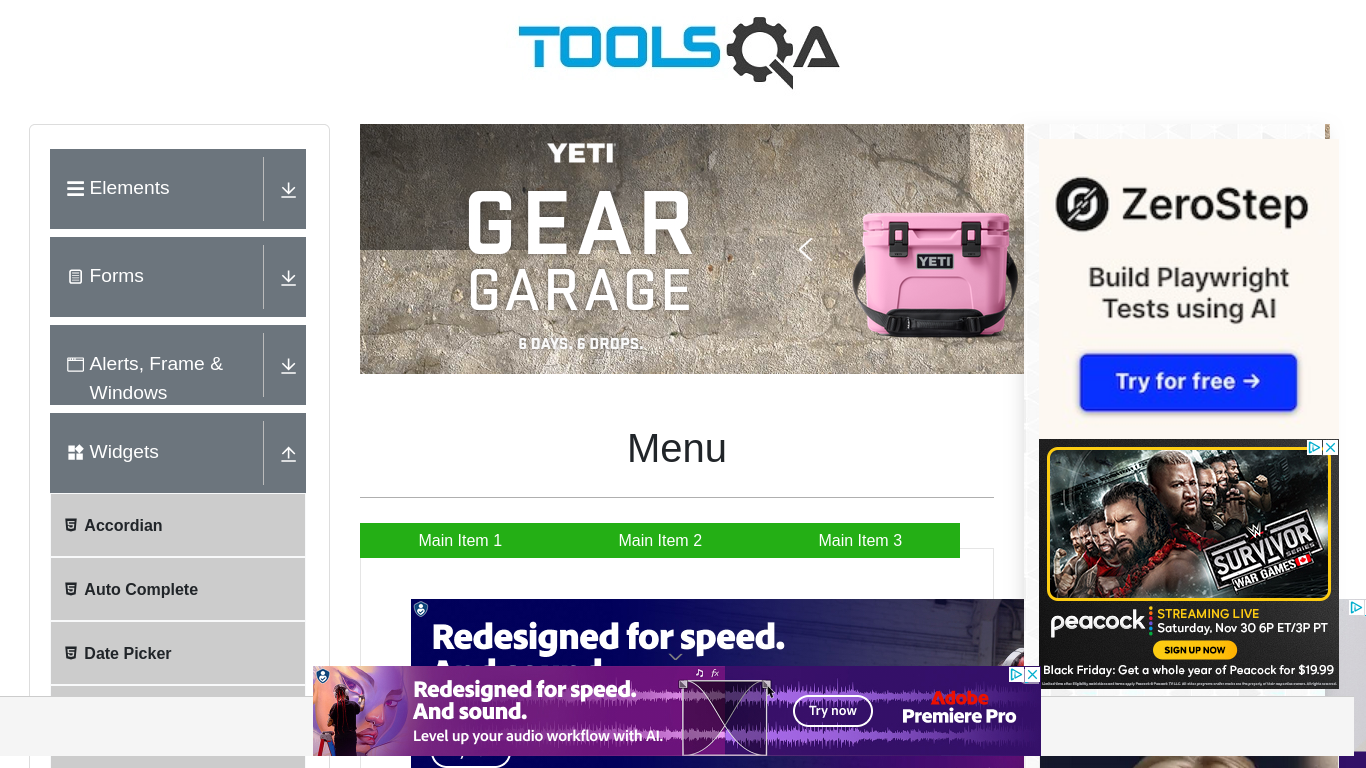 TOOLSQA
Elements
Forms
Alerts, Frame &
Windows
Widgets
Accordian
Auto Complete
Date Picker
YETI
GEAR
GARAGE
6 DAYS. 6 DROPS.
YETI
Menu
Main Item 1
Main Item 2
Main Item 3
Redesigned for speed.
And sound.
Redesigned for speed.
And sound.
Level up your audio workflow with AI.
fx
Try now
Adobe
Premiere Pro
ZeroStep
Build Playwright
Tests using AI
Try for free →
WWE
SURVIVOR
SERIES
WAR GAMES
peacock
STREAMING LIVE
Saturday, Nov 30 6P ET/3P PT
SIGN UP NOW
Black Friday: Get a whole year of Peacock for $19.99